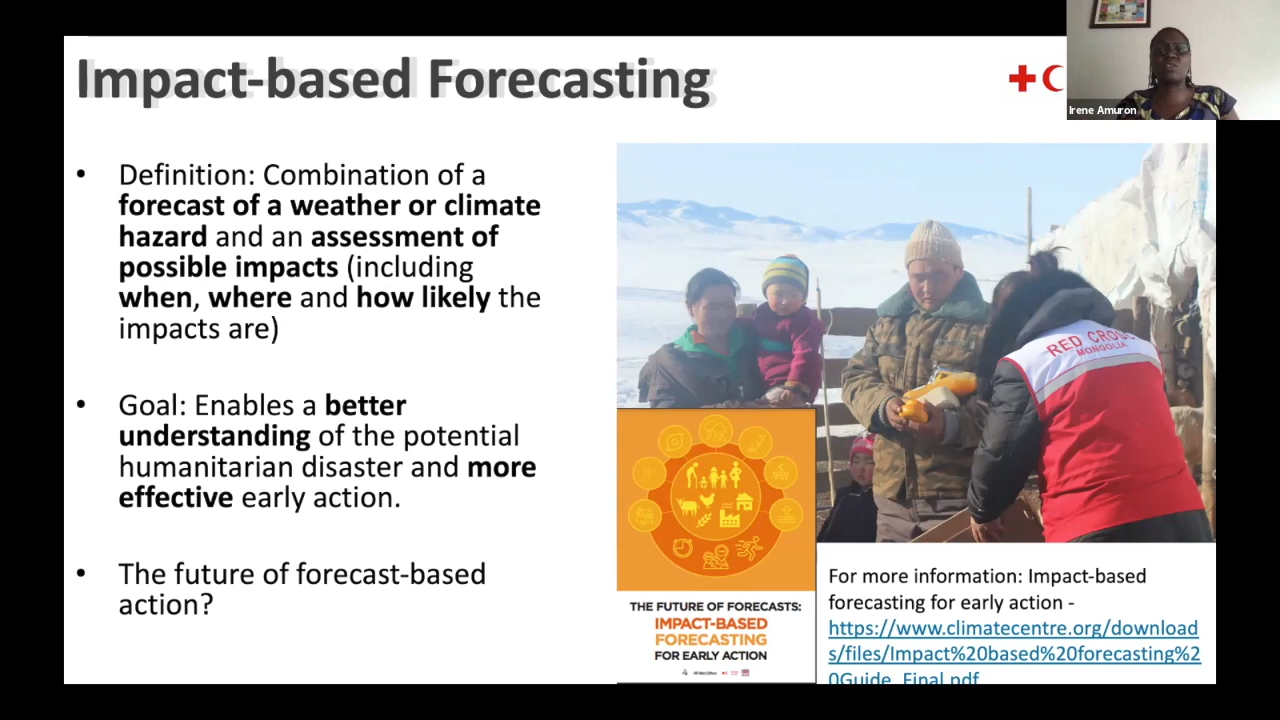 Impact-based Forecasting
Irene Amuron
• Definition: Combination of a
forecast of a weather or climate
hazard and an assessment of
possible impacts (including
when, where and how likely the
impacts are)
• Goal: Enables a better
understanding of the potential
humanitarian disaster and more
effective early action.
• The future of forecast-based
action?
RED CROSS
MONGOLIA
THE FUTURE OF FORECASTS:
IMPACT-BASED
FORECASTING
FOR EARLY ACTION
For more information: Impact-based
forecasting for early action -
https://www.climatecentre.org/download
s/files/Impact%20based%20forecasting%2
0Guide_Final.pdf